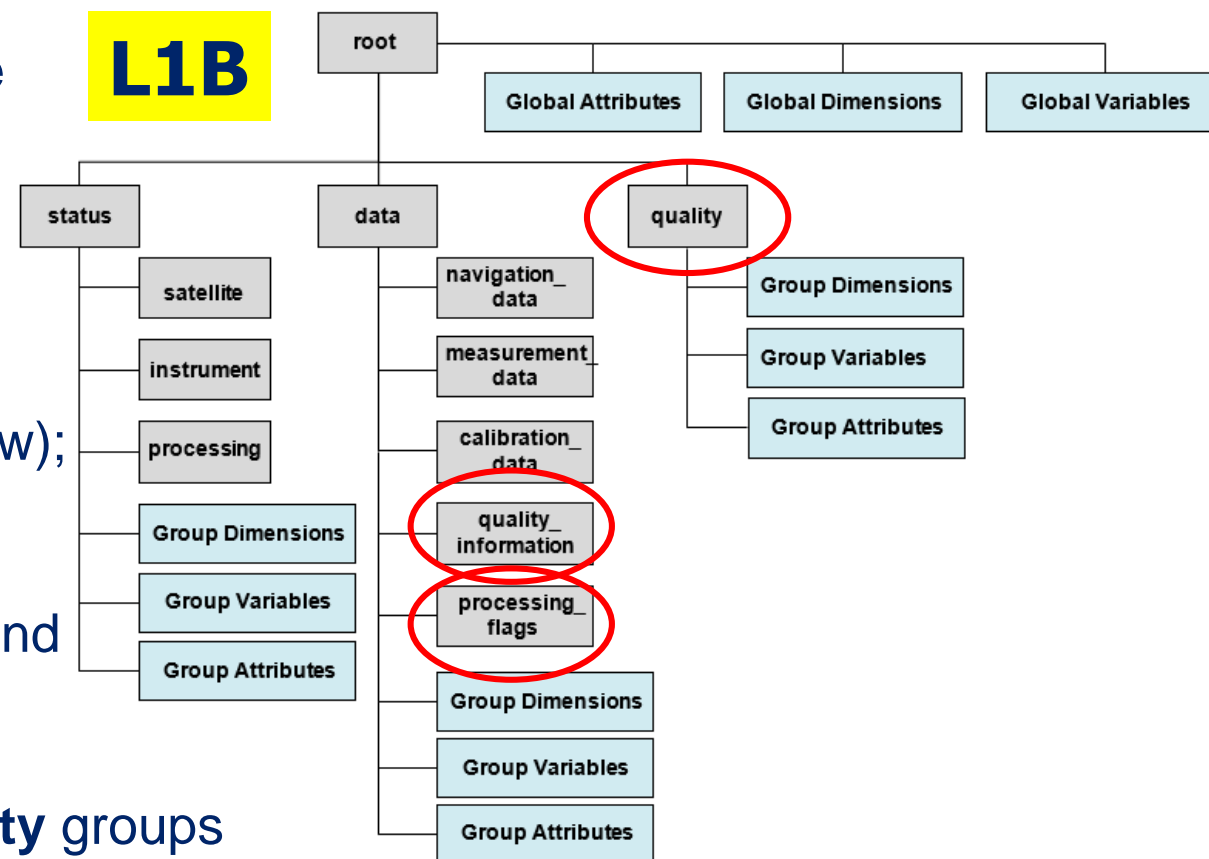 e
L1B
root
Global Attributes
Global Dimensions
Global Variables
status
data
quality
satellite
instrument
processing
Group Dimensions
Group Variables
Group Attributes
navigation_
data
measurement_
data
calibration_
data
quality_
information
processing_
flags
Group Dimensions
Group Variables
Group Attributes
Group Dimensions
Group Variables
Group Attributes
w);
nd
ty groups